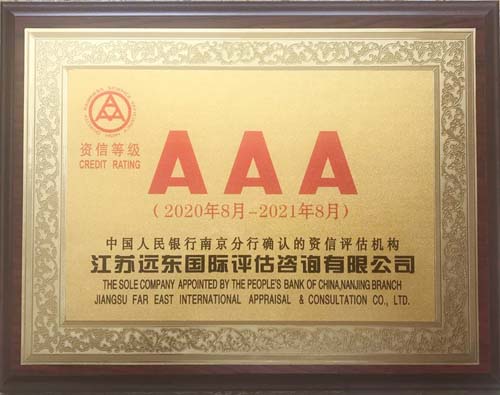 资信等级
CREDIT RATING
AAA
(2020年8月-2021年8月)
中国人民银行南京分行确认的资信评估机构
江苏远东国际评估咨询有限公司
THE SOLE COMPANY APPOINTED BY THE PEOPLE'S BANK OF CHINA,NANJING BRANCH
JIANGSU FAR EAST INTERNATIONAL APPRAISAL & CONSULTATION CO., LTD.